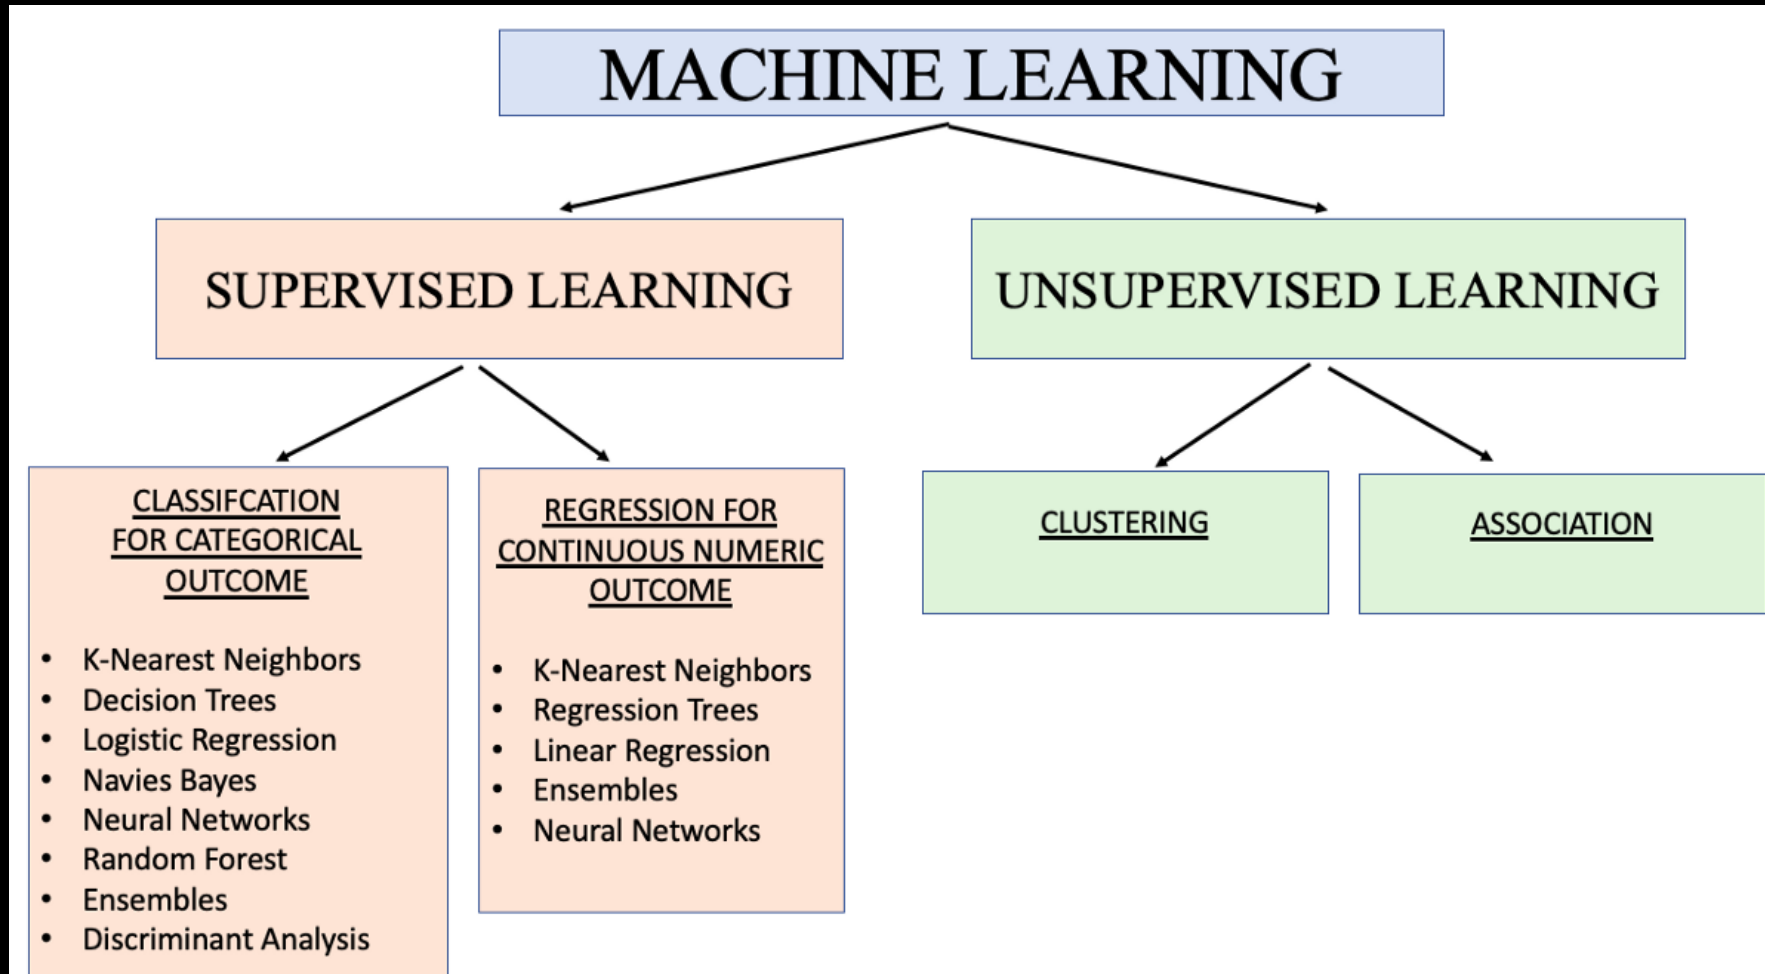 MACHINE LEARNING
SUPERVISED LEARNING
UNSUPERVISED LEARNING
CLASSIFCATION
FOR CATEGORICAL
OUTCOME
• K-Nearest Neighbors
• Decision Trees
• Logistic Regression
• Navies Bayes
• Neural Networks
• Random Forest
• Ensembles
• Discriminant Analysis
REGRESSION FOR
CONTINUOUS NUMERIC
OUTCOME
• K-Nearest Neighbors
• Regression Trees
• Linear Regression
• Ensembles
• Neural Networks
CLUSTERING
ASSOCIATION